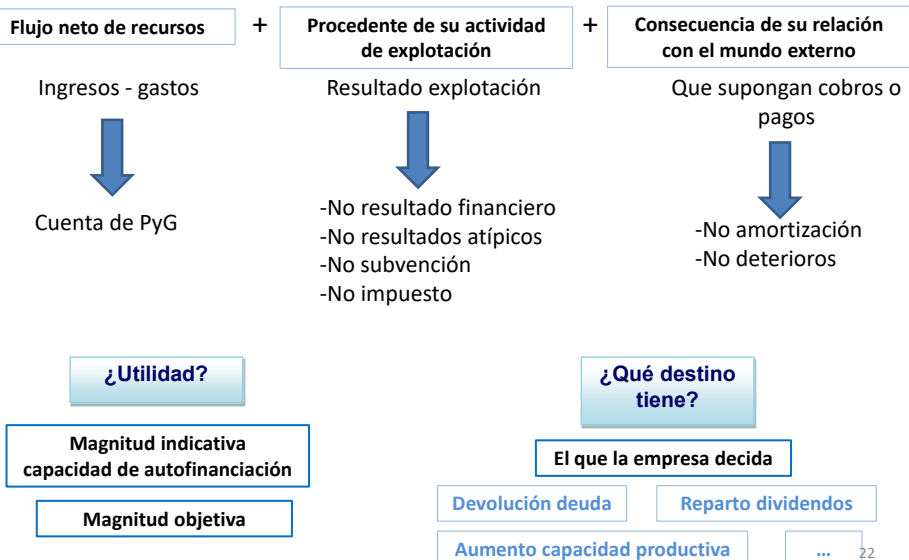 Flujo neto de recursos
+
Procedente de su actividad
de explotación
+
Consecuencia de su relación
con el mundo externo
Ingresos - gastos
Resultado explotación
Que supongan cobros o
pagos
Cuenta de PyG
-No resultado financiero
-No resultados atípicos
-No subvención
-No impuesto
-No amortización
-No deterioros
¿Utilidad?
Magnitud indicativa
capacidad de autofinanciación
Magnitud objetiva
¿Qué destino
tiene?
El que la empresa decida
Devolución deuda
Reparto dividendos
Aumento capacidad productiva
...
22